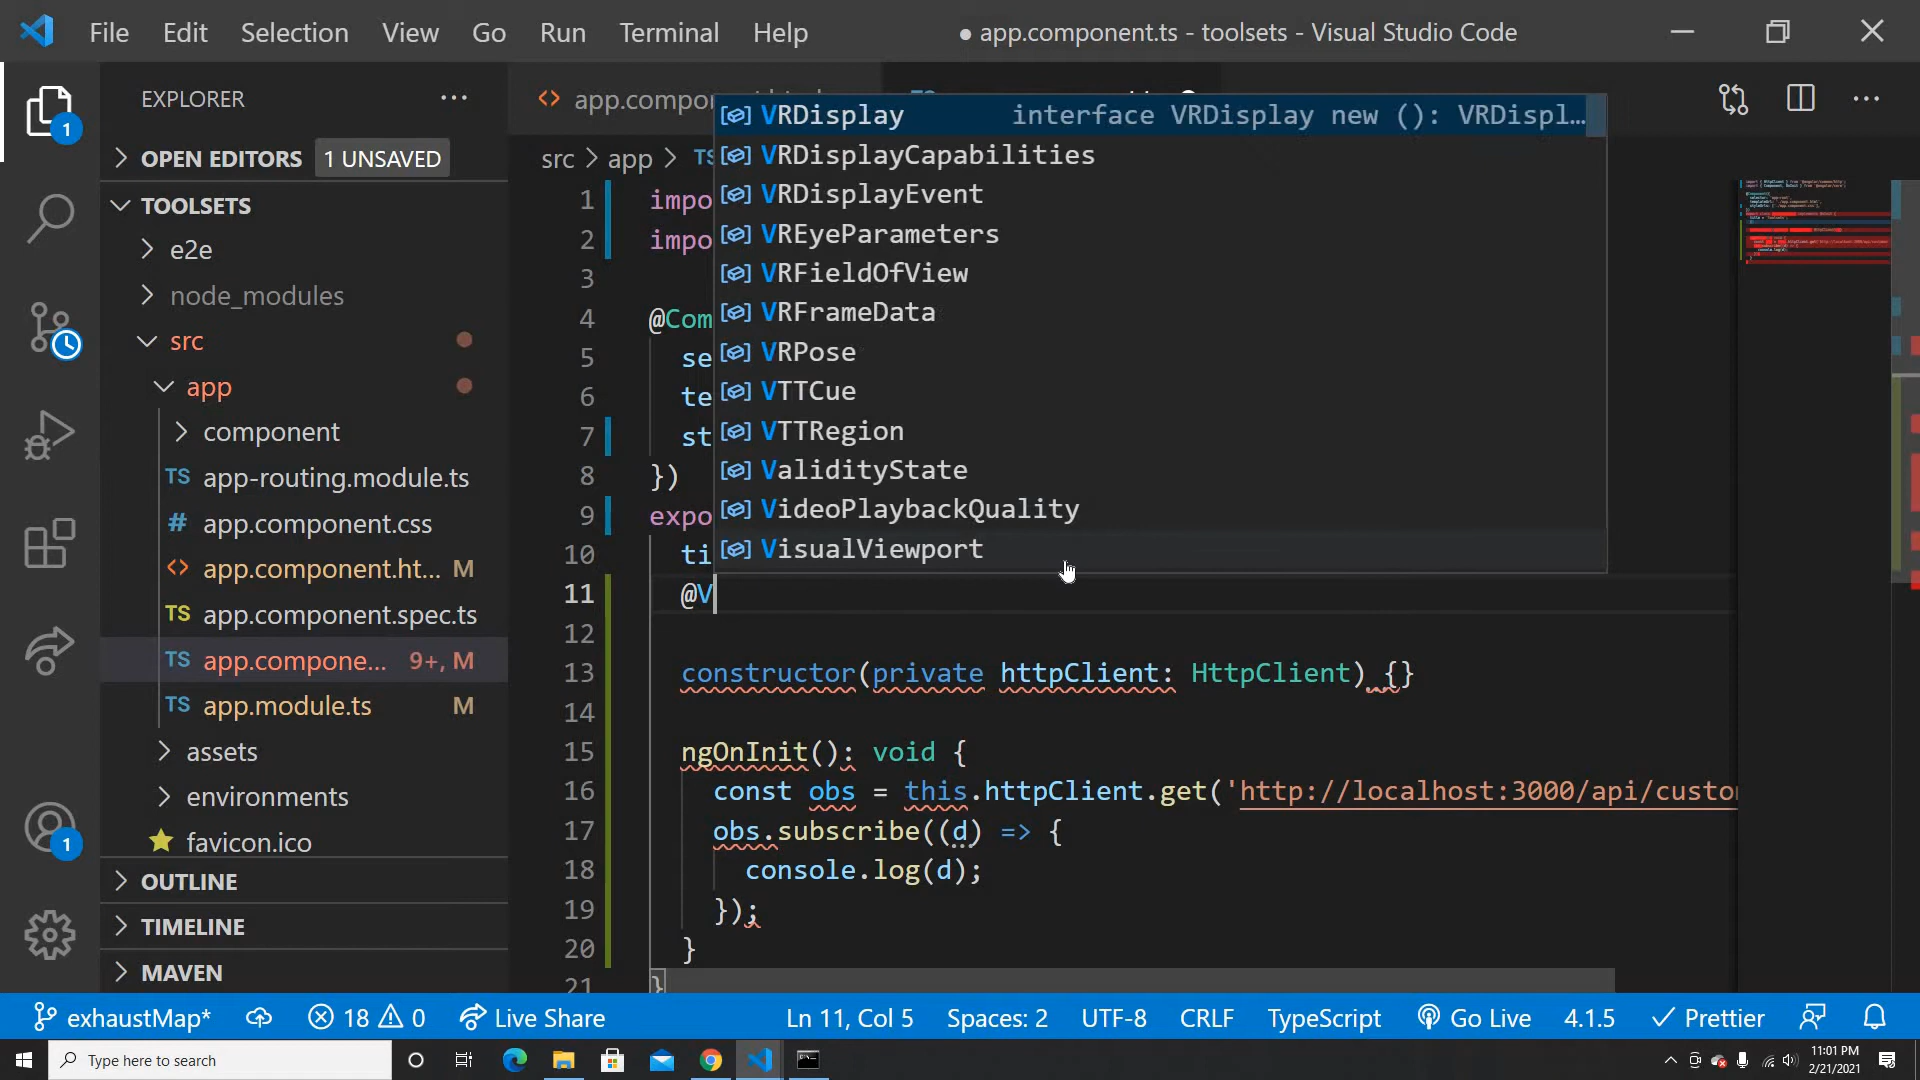 File Edit Selection View Go Run Terminal Help ● app.component.ts - toolsets - Visual Studio Code
EXPLORER ···
OPEN EDITORS 1 UNSAVED
TOOLSETS
e2e
node_modules
src
app
component
TS app-routing.module.ts
# app.component.css
<> app.component.ht... M
TS app.component.spec.ts
TS app.compone... 9+, M
TS app.module.ts M
assets
environments
favicon.ico
OUTLINE
TIMELINE
MAVEN
1
1
<> app.compo
src > app > TS
VRDisplay interface VRDisplay new (): VRDispl…
VRDisplayCapabilities
VRDisplayEvent
VREyeParameters
VRFieldOfView
VRFrameData
VRPose
VTTCue
VTTRegion
ValidityState
VideoPlaybackQuality
VisualViewport
1 impo
2 impo
3
4 @Com
5 se
6 te
7 st
8 })
9 expo
10 ti
11 @V
12
13 constructor(private httpClient: HttpClient) {}
14
15 ngOnInit(): void {
16 const obs = this.httpClient.get('http://localhost:3000/api/custo
17 obs.subscribe((d) => {
18 console.log(d);
19 });
20 }
21 }
exhaustMap* 18 0 Live Share Ln 11, Col 5 Spaces: 2 UTF-8 CRLF TypeScript Go Live 4.1.5 Prettier
Type here to search
11:01 PM
2/21/2021